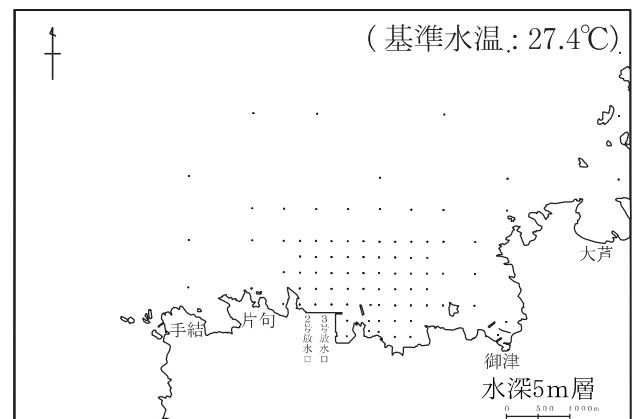 (基準水温:27.4℃)
大芦
手結
片句
2号放水口
3号放水口
御津
水深5m層
0 500 1000m